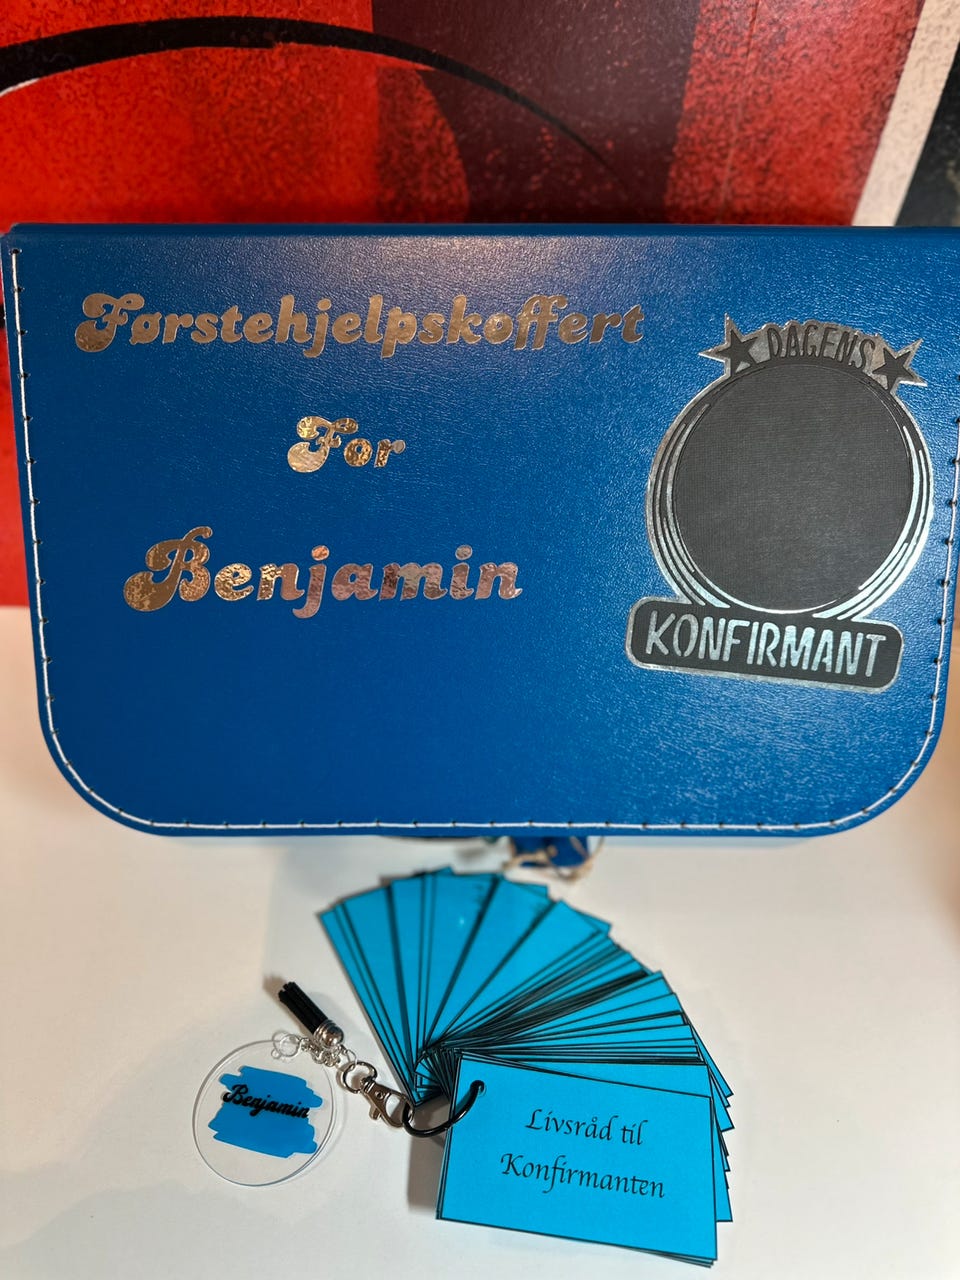 Førstehjelpskoffert
For
Benjamin
DAGENS
KONFIRMANT
Benjamin
Livsråd til
Konfirmanten